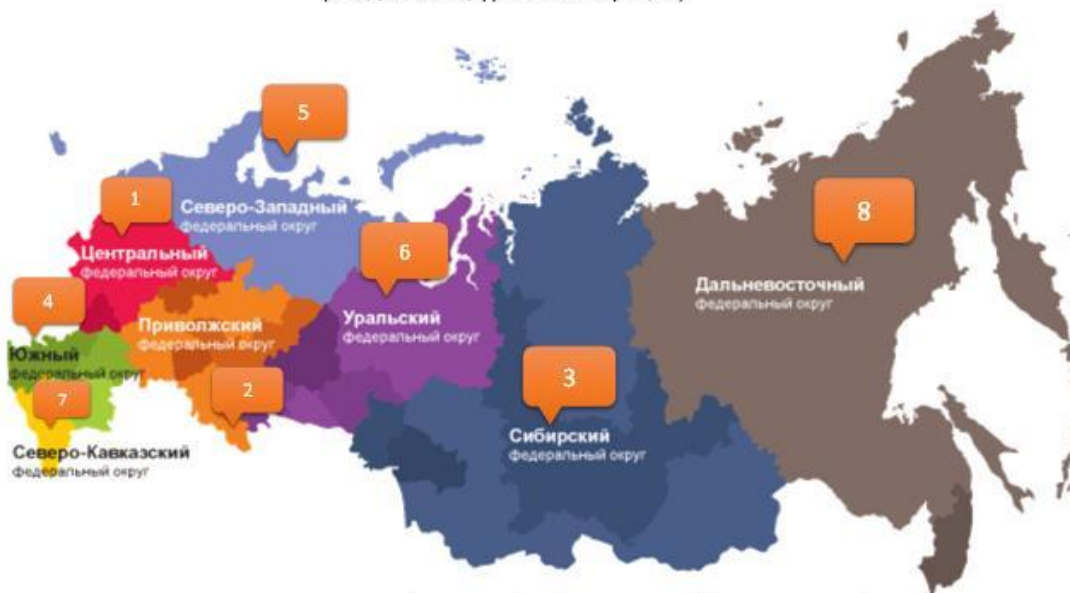 5
1
Северо-Западный
федеральный округ
8
Центральный
федеральный округ
6
4
Дальневосточный
федеральный округ
Приволжский
федеральный округ
Уральский
федеральный округ
Южный
федеральный округ
2
3
7
Сибирский
федеральный округ
Северо-Кавказский
федеральный округ